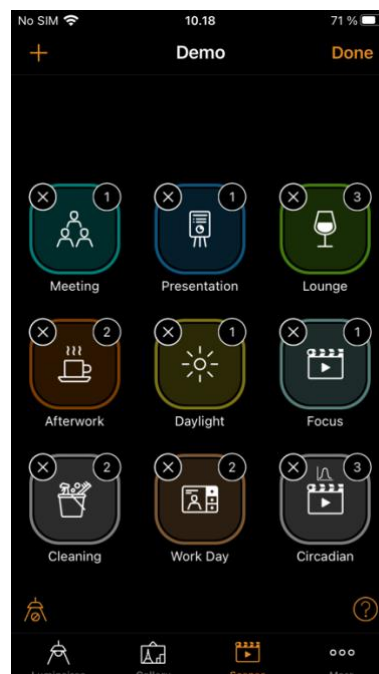 No SIM 10.18 71 %
+ Demo Done
1 1 3
Meeting Presentation Lounge
2 1 1
Afterwork Daylight Focus
2 2 3
Cleaning Work Day Circadian
?